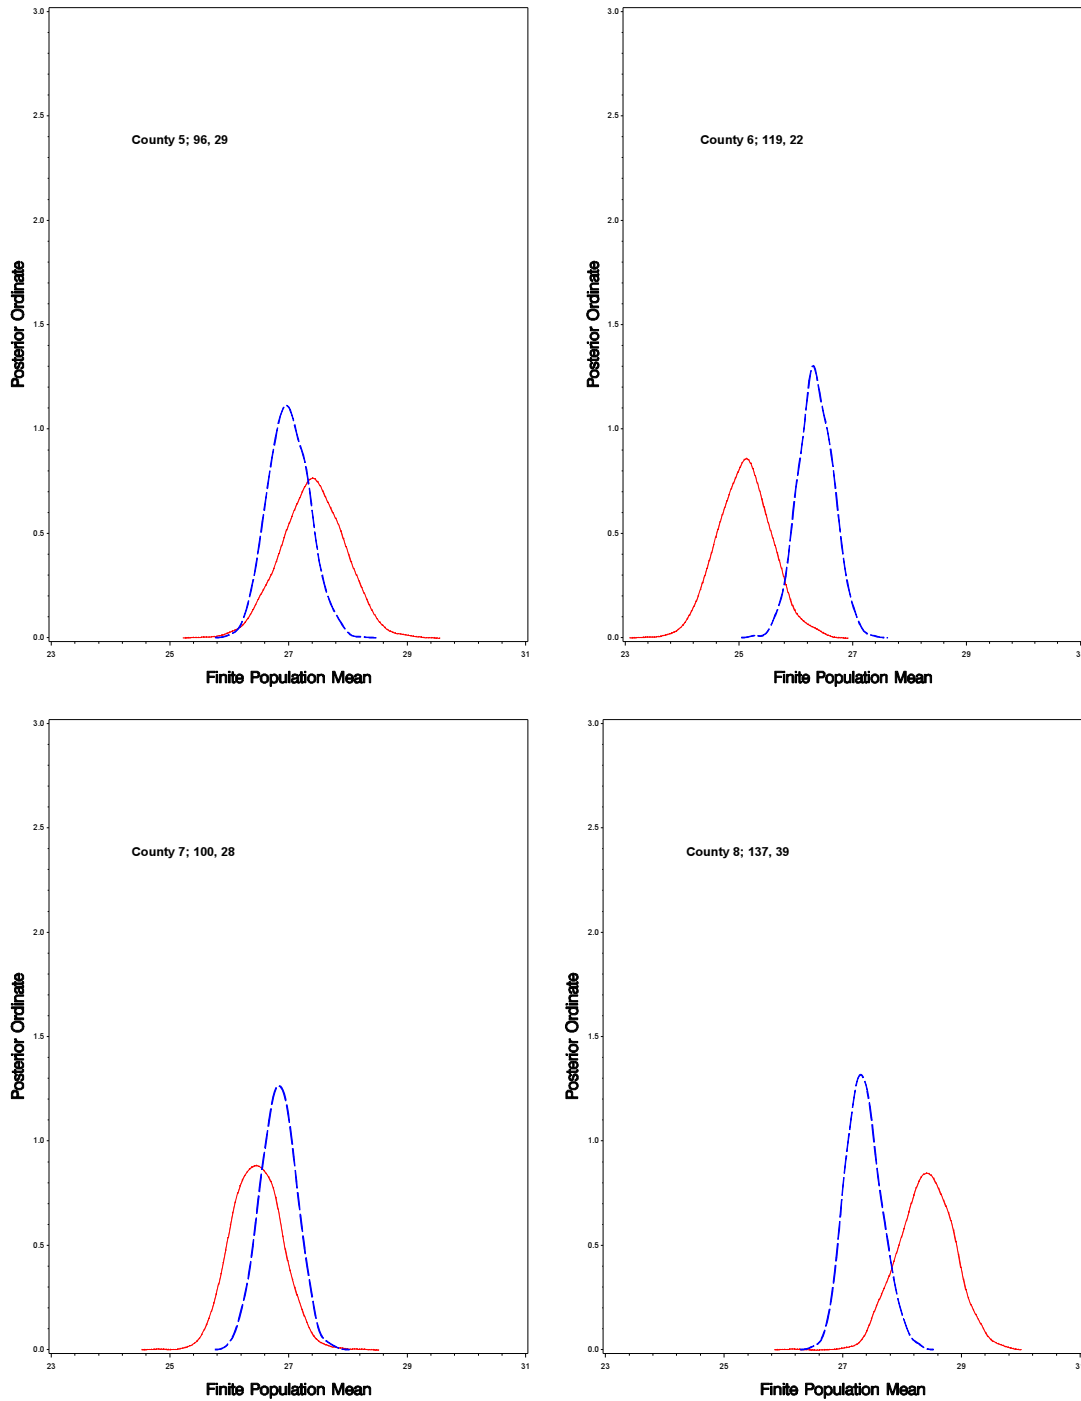 3.0
2.5
2.0
1.5
1.0
0.5
0.0
Posterior Ordinate
County 5; 96, 29
23 25 27 29 31
Finite Population Mean
3.0
2.5
2.0
1.5
1.0
0.5
0.0
Posterior Ordinate
County 6; 119, 22
23 25 27 29 3
Finite Population Mean
3.0
2.5
2.0
1.5
1.0
0.5
0.0
Posterior Ordinate
County 7; 100, 28
23 25 27 29 31
Finite Population Mean
3.0
2.5
2.0
1.5
1.0
0.5
0.0
Posterior Ordinate
County 8; 137, 39
23 25 27 29 3
Finite Population Mean